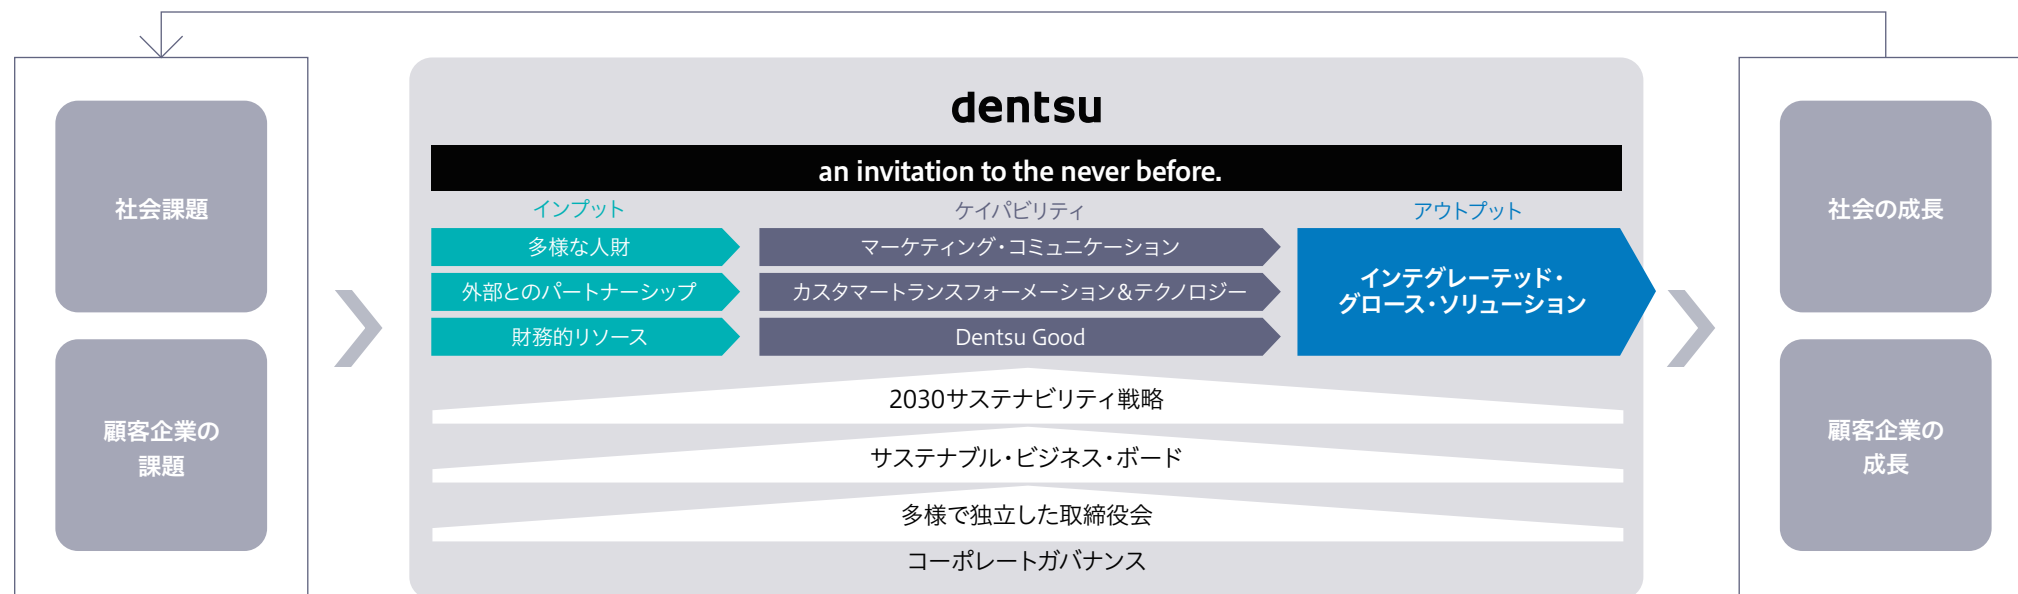 社会課題
顧客企業の
課題
dentsu
an invitation to the never before.
インプット
多様な人財
外部とのパートナーシップ
財務的リソース
ケイパビリティ
マーケティング・コミュニケーション
カスタマートランスフォーメーション&テクノロジー
Dentsu Good
アウトプット
インテグレーテッド・
グロース・ソリューション
2030サステナビリティ戦略
サステナブル・ビジネス・ボード
多様で独立した取締役会
コーポレートガバナンス
社会の成長
顧客企業の
成長